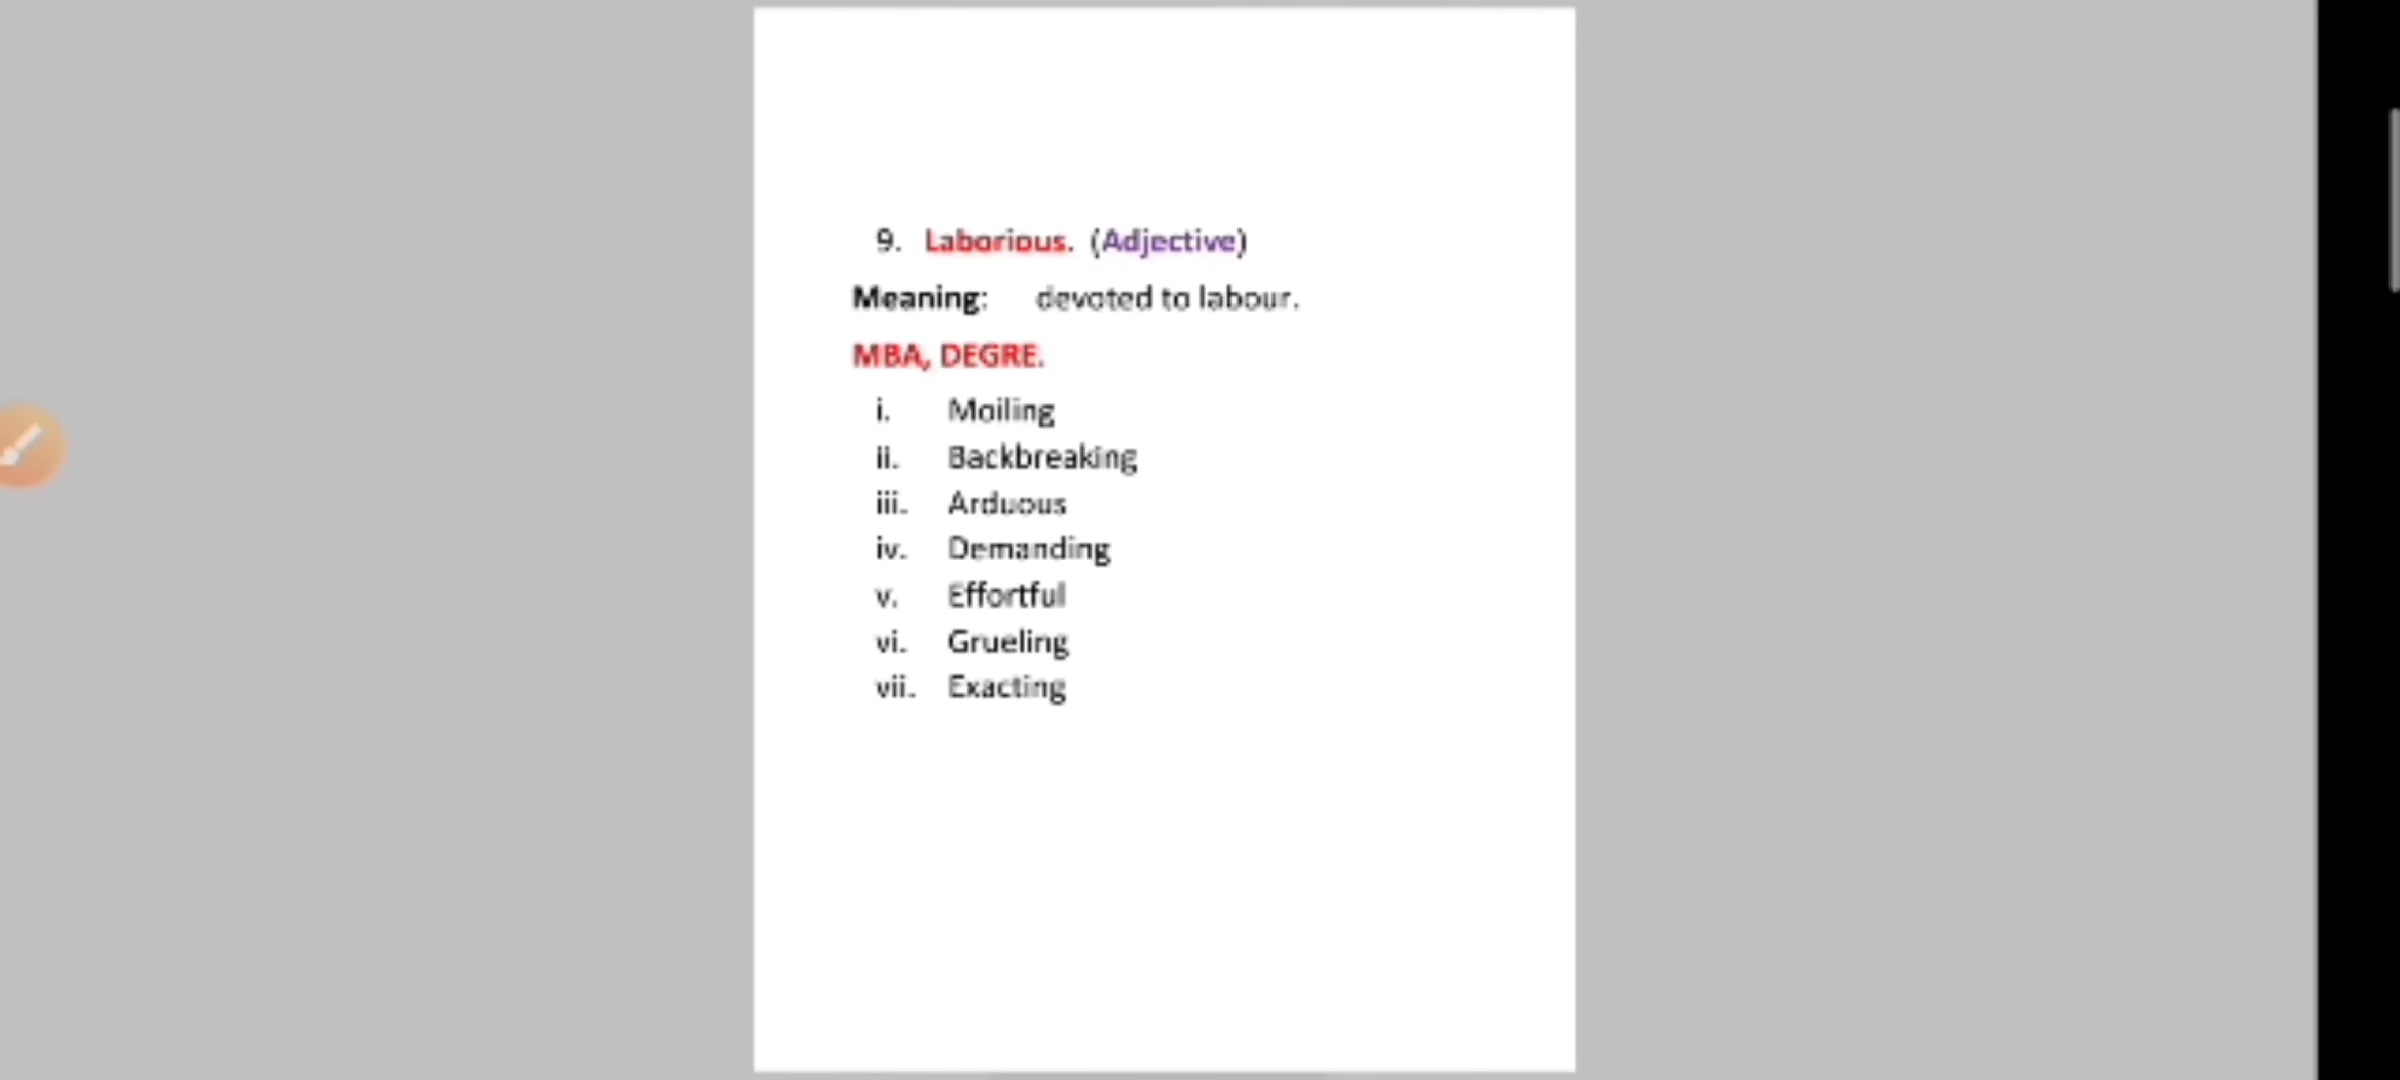 9. Laborious. (Adjective)
Meaning: devoted to labour.
MBA, DEGRE.
i. Moiling
ii. Backbreaking
iii. Arduous
iv. Demanding
v. Effortful
vi. Grueling
vii. Exacting